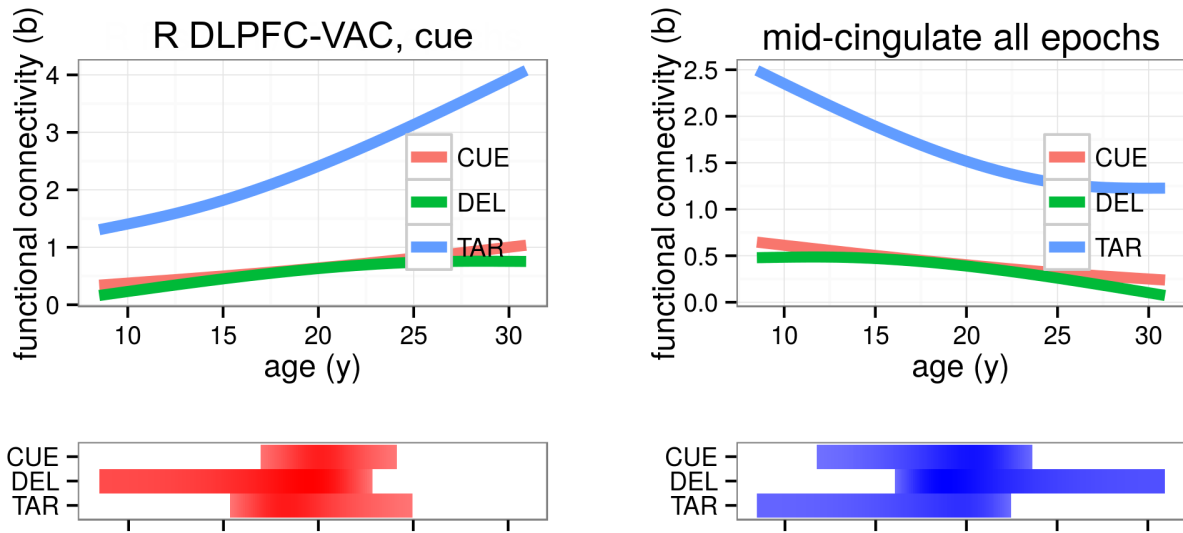 R DLPFC-VAC, cue
functional connectivity (b)
4
3
2
1
0
CUE
DEL
TAR
10 15 20 25 30
age (y)
CUE
DEL
TAR
mid-cingulate all epochs
functional connectivity (b)
2.5
2.0
1.5
1.0
0.5
0.0
CUE
DEL
TAR
10 15 20 25 30
age (y)
CUE
DEL
TAR